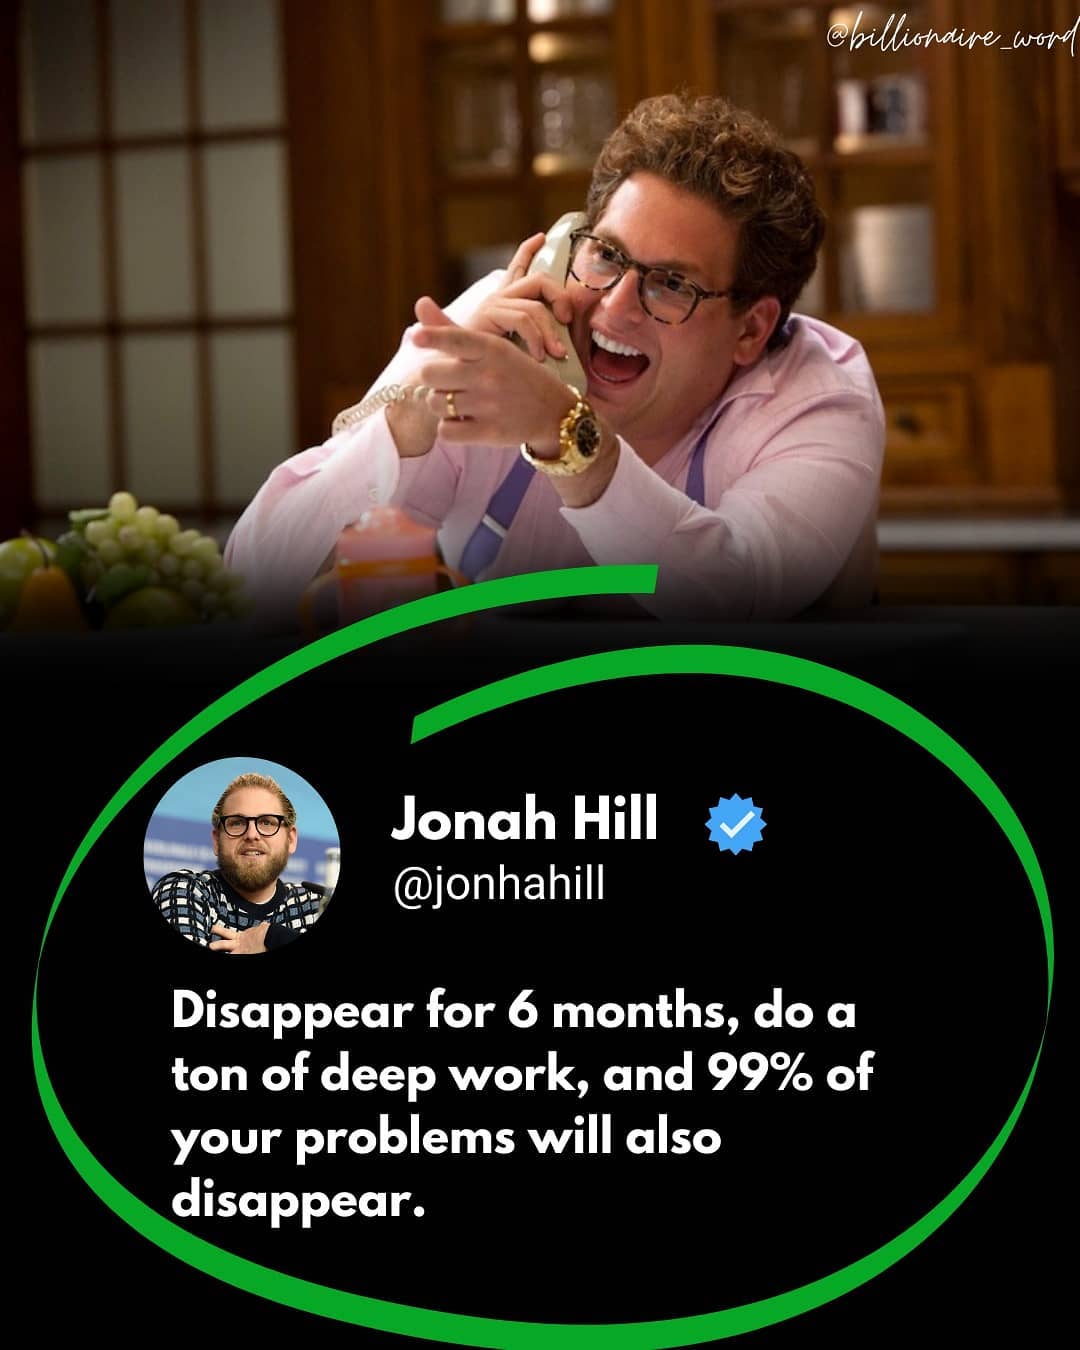 @billionaire_word
Jonah Hill
@jonhahill
Disappear for 6 months, do a
ton of deep work, and 99% of
your problems will also
disappear.